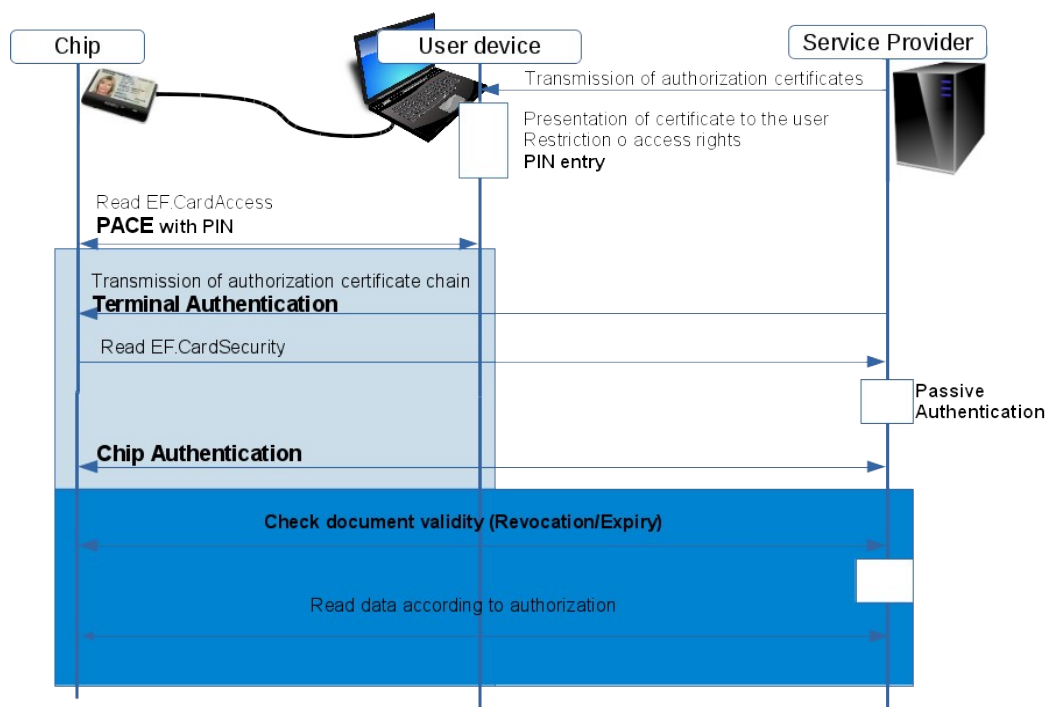 Chip
User device
Service Provider
Transmission of authorization certificates
Presentation of certificate to the user
Restriction o access rights
PIN entry
Read EF.CardAccess
PACE with PIN
Transmission of authorization certificate chain
Terminal Authentication
Read EF.CardSecurity
Passive
Authentication
Chip Authentication
Check document validity (Revocation/Expiry)
Read data according to authorization